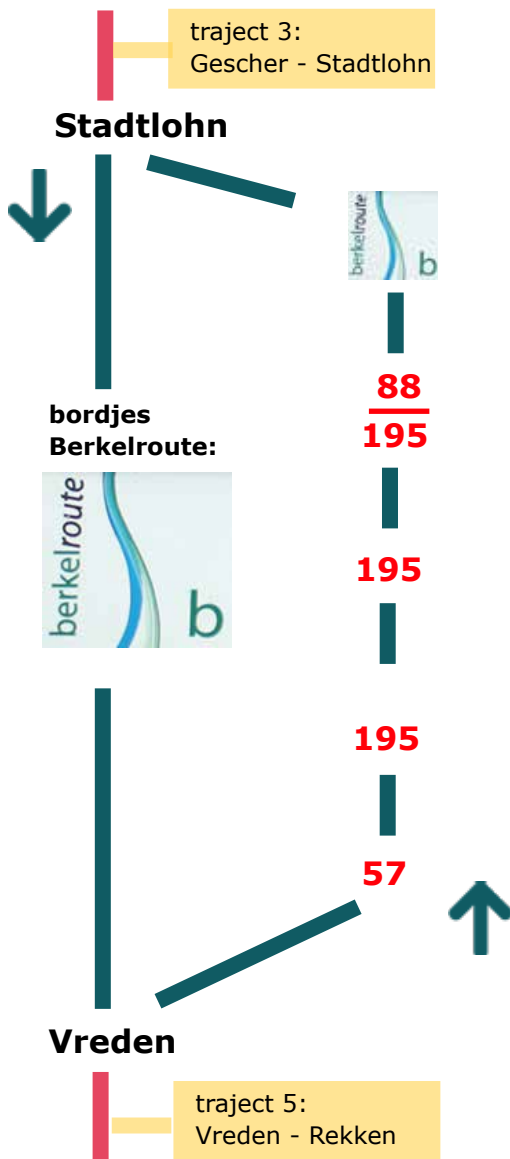 traject 3:
Gescher - Stadtlohn
Stadtlohn
berkelroute
b
88
195
bordjes
Berkelroute:
berkelroute
b
195
195
57
Vreden
traject 5:
Vreden - Rekken